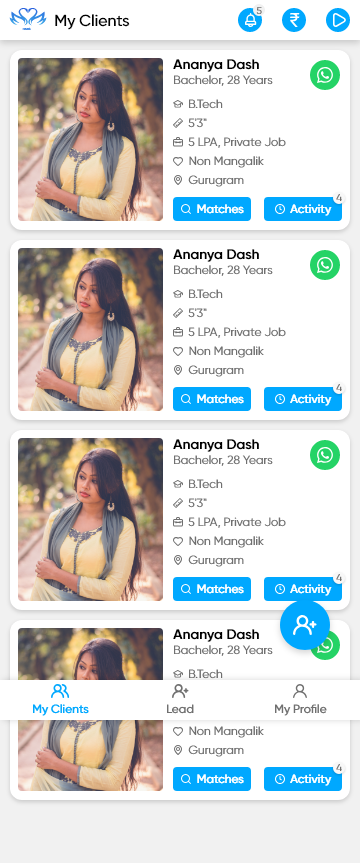 My Clients
5
Ananya Dash
Bachelor, 28 Years
B.Tech
5'3"
5 LPA, Private Job
Non Mangalik
Gurugram
Matches
Activity
4
Ananya Dash
Bachelor, 28 Years
B.Tech
5'3"
5 LPA, Private Job
Non Mangalik
Gurugram
Matches
Activity
4
Ananya Dash
Bachelor, 28 Years
B.Tech
5'3"
5 LPA, Private Job
Non Mangalik
Gurugram
Matches
Activity
4
Ananya Dash
Bachelor, 28 Years
B.Tech
My Clients
Lead
My Profile
Non Mangalik
Gurugram
Matches
Activity
4